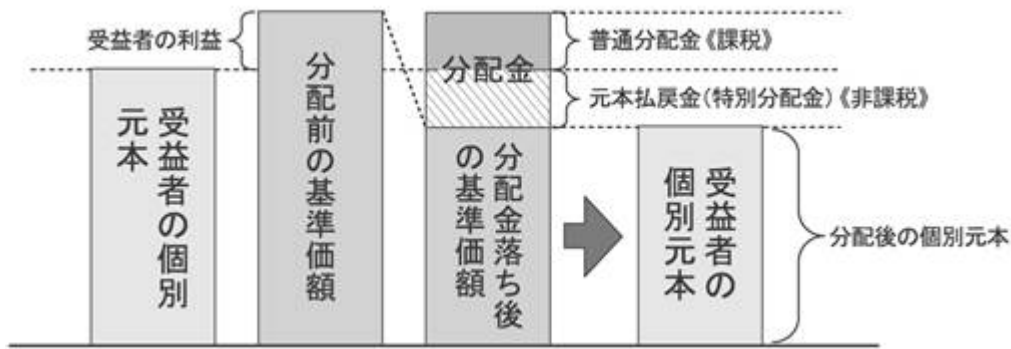 受益者の利益
受益者の個別
元本
分配前の基準価額
分配金
分配金落ち後
の基準価額
普通分配金《課税》
元本払戻金(特別分配金)《非課税》
受益者の
個別元本
分配後の個別元本